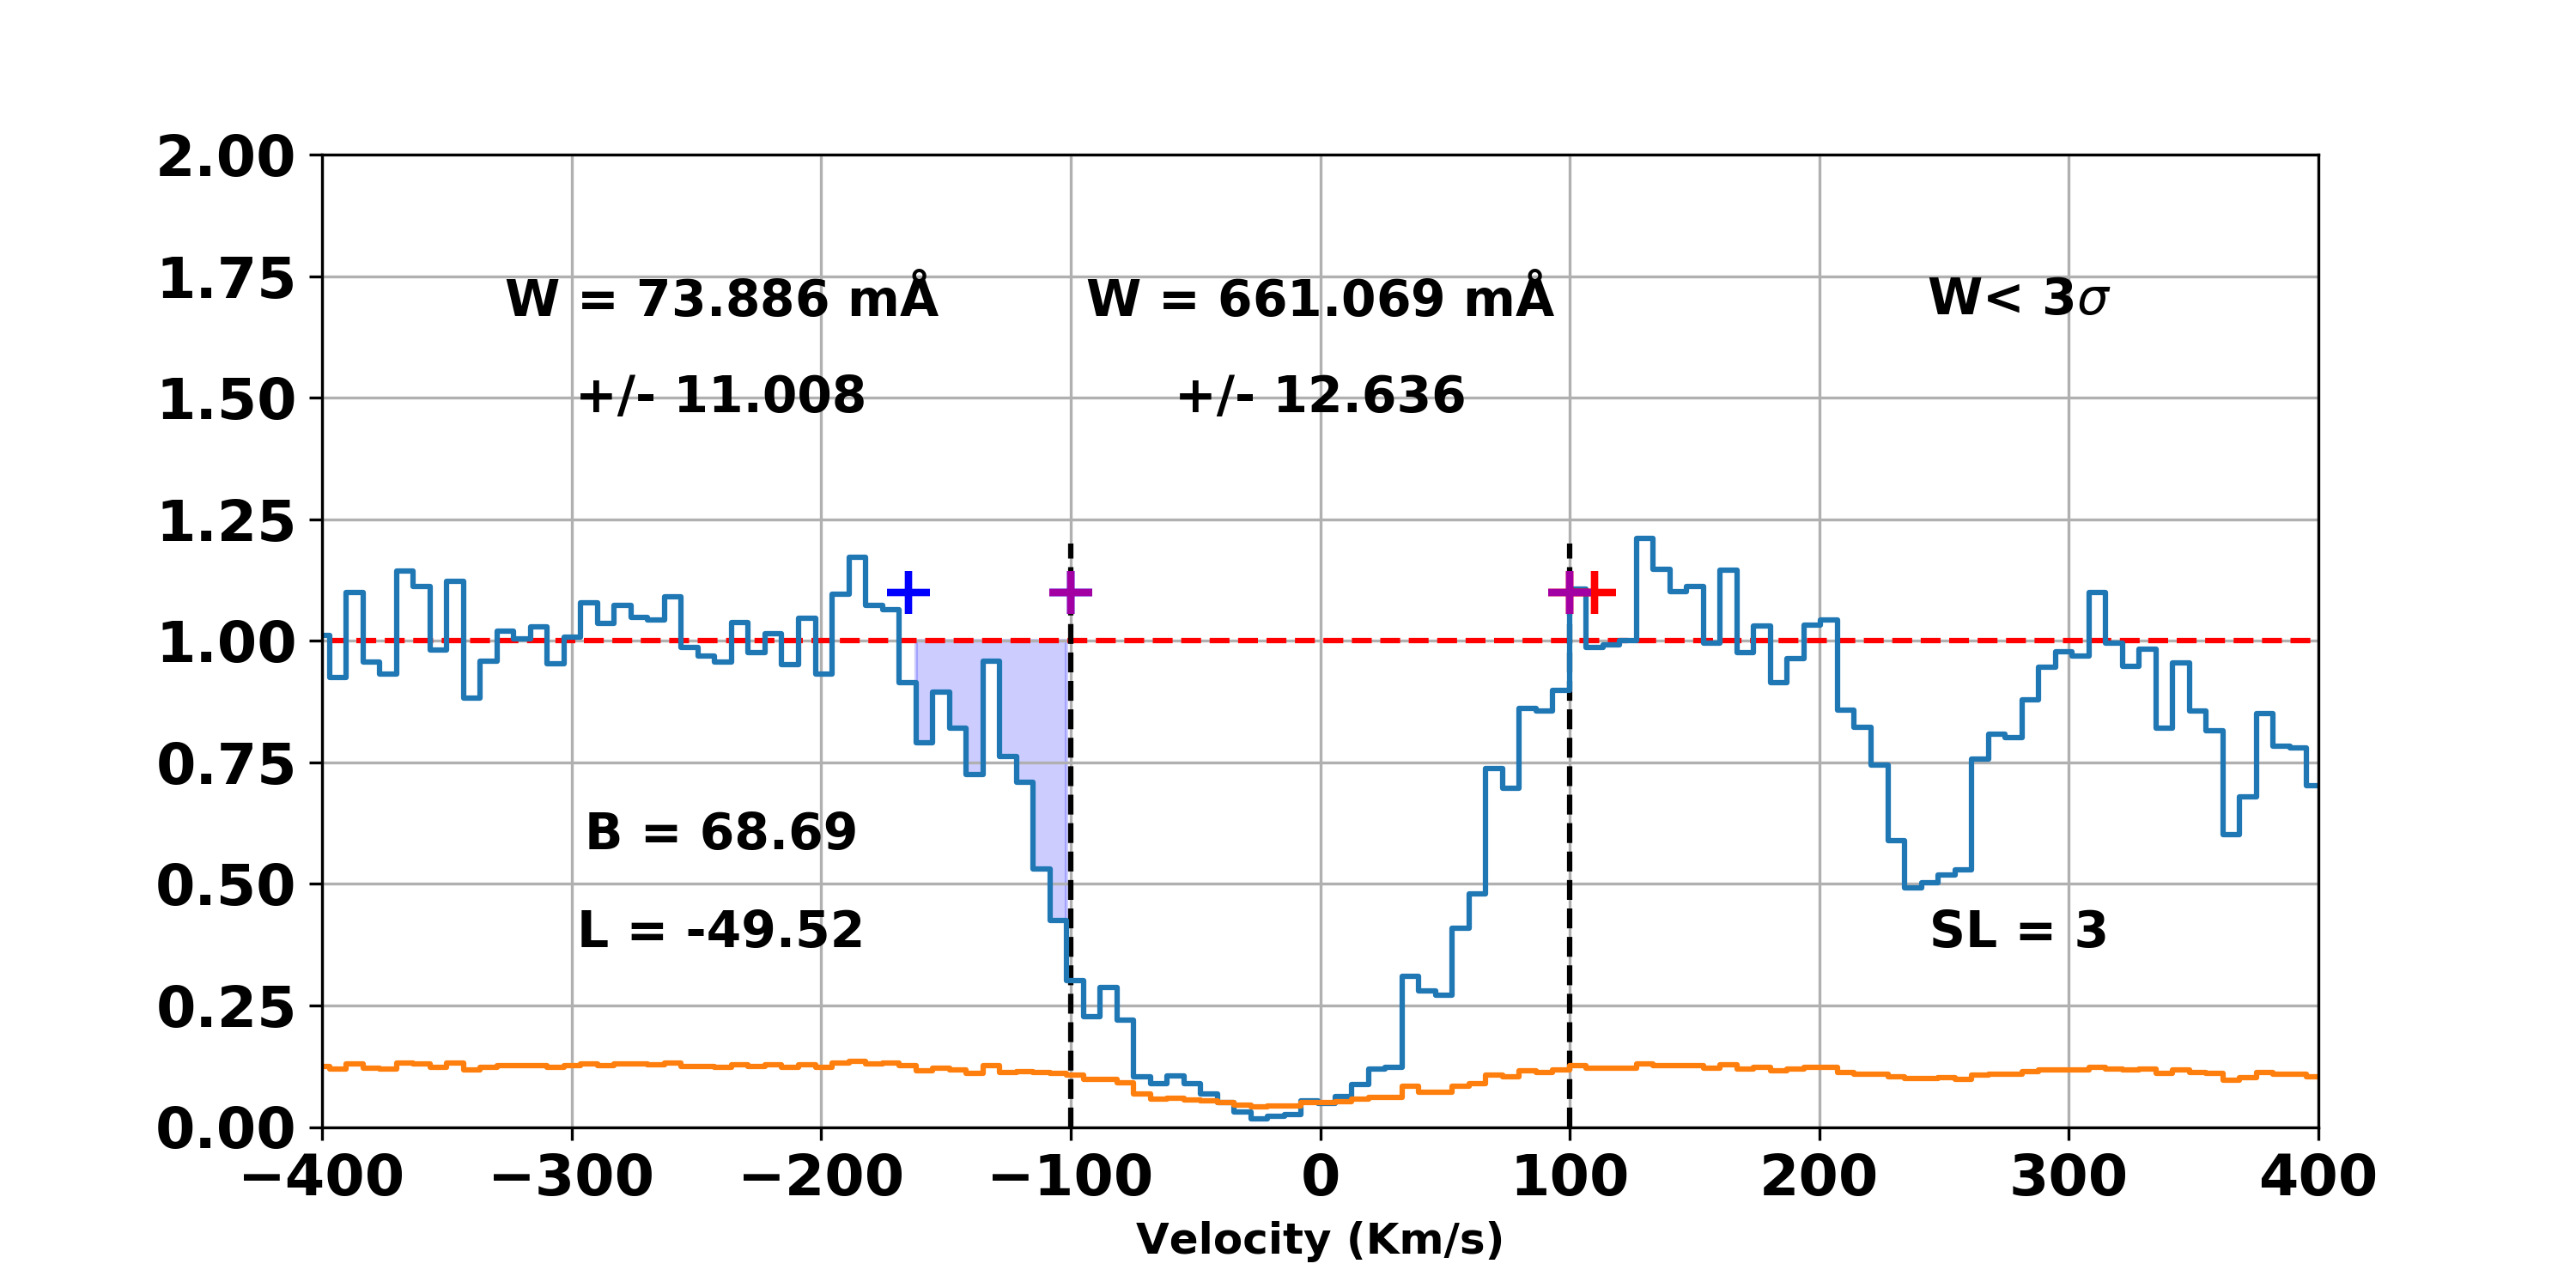 2.00
1.75
1.50
1.25
1.00
0.75
0.50
0.25
0.00
W = 73.886 mÅ
+/- 11.008
W = 661.069 mÅ
+/- 12.636
W< 3σ
B = 68.69
L = -49.52
SL = 3
−400 −300 −200 −100 0 100 200 300 400
Velocity (Km/s)